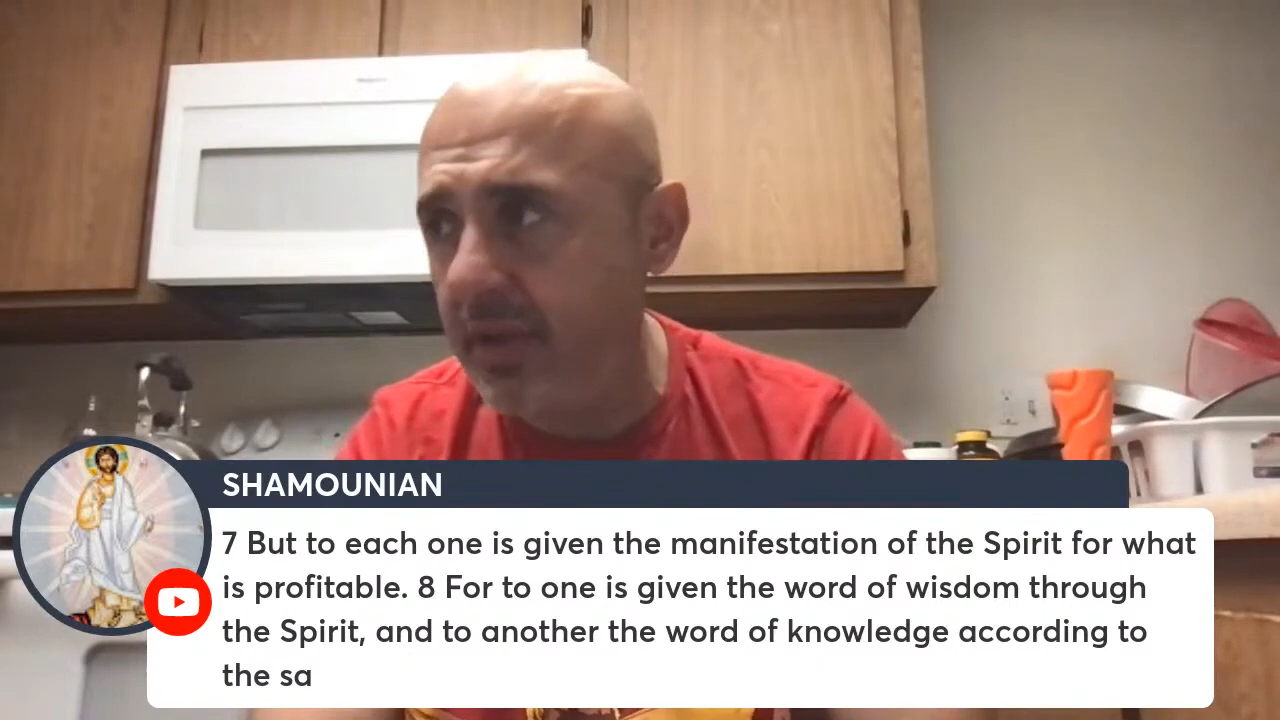 SHAMOUNIAN
7 But to each one is given the manifestation of the Spirit for what
is profitable. 8 For to one is given the word of wisdom through
the Spirit, and to another the word of knowledge according to
the sa